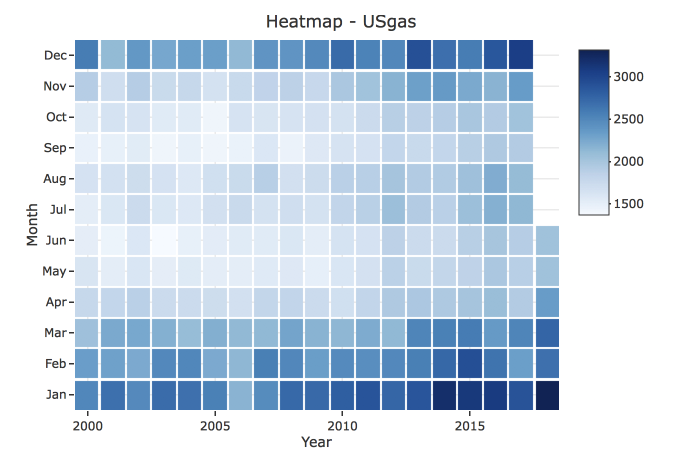 Heatmap - USgas
Dec
Nov
Oct
Sep
Aug
Jul
Jun
May
Apr
Mar
Feb
Jan
Month
2000 2005 2010 2015
Year
3000
2500
2000
1500